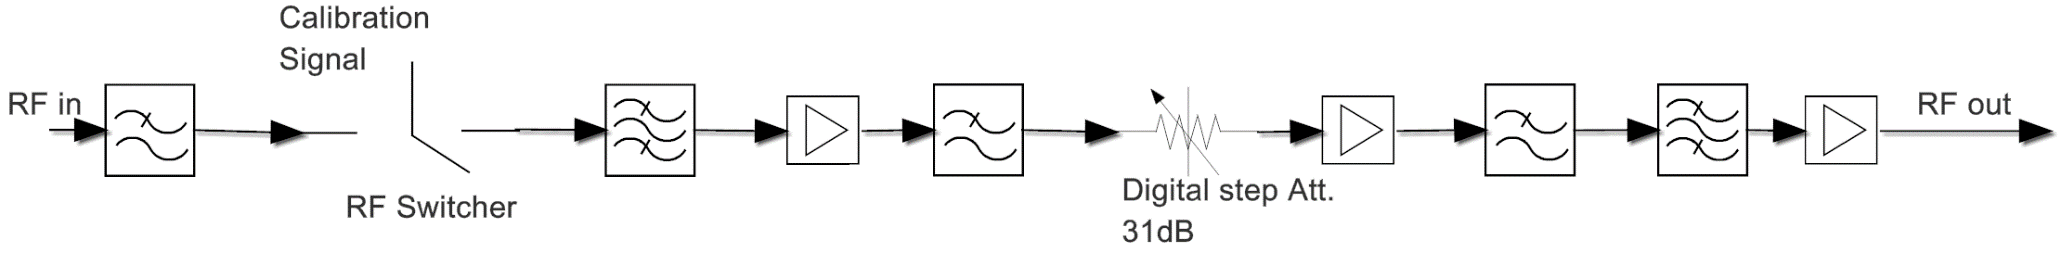 Calibration
Signal
RF in
RF Switcher
Digital step Att.
31dB
RF out